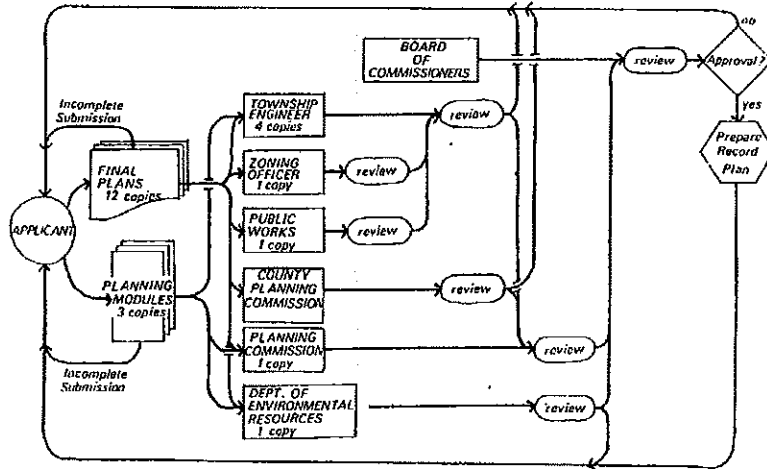 no
BOARD
OF
COMMISSIONERS
review
Approval?
yes
Prepare
Record
Plan
Incomplete
Submission
TOWNSHIP
ENGINEER
4 copies
review
FINAL
PLANS
12 copies
ZONING
OFFICER
1 copy
review
APPLICANT
PUBLIC
WORKS
1 copy
review
PLANNING
MODULES
3 copies
COUNTY
PLANNING
COMMISSION
review
PLANNING
COMMISSION
1 copy
review
Incomplete
Submission
DEPT. OF
ENVIRONMENTAL
RESOURCES
1 copy
review